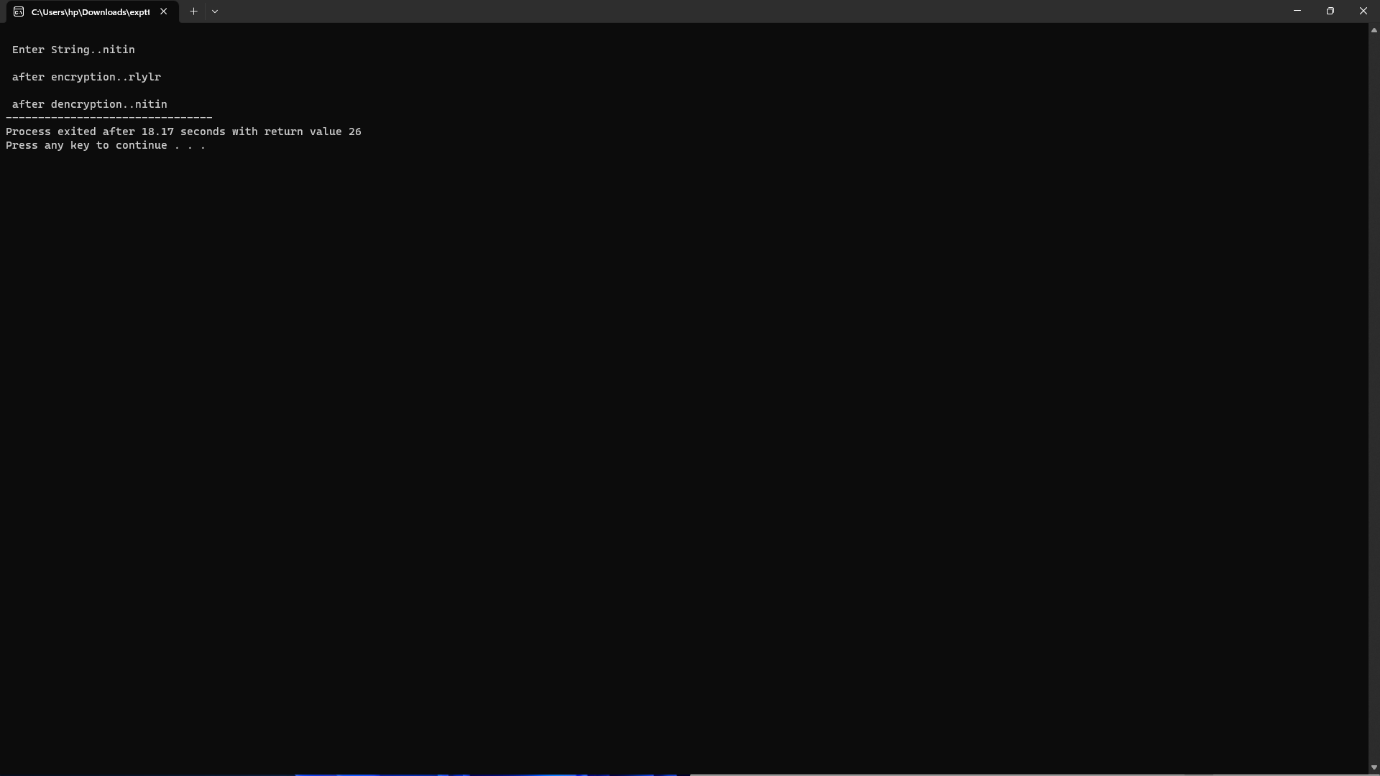 C:\Users\hp\Downloads\exptl
Enter String..nitin
after encryption..rlylr
after dencryption..nitin
--------------------------------
Process exited after 18.17 seconds with return value 26
Press any key to continue . . .